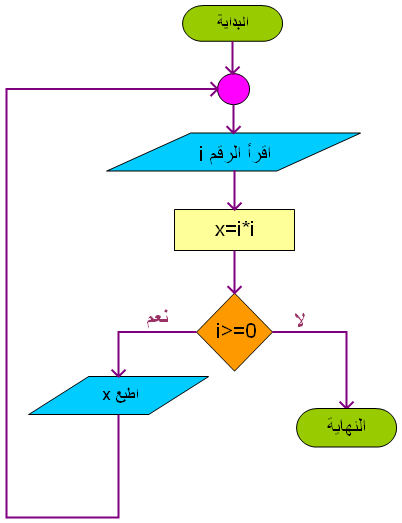 البداية
اقرأ الرقم i
x=i*i
i>=0
نعم
لا
اطبع x
النهاية